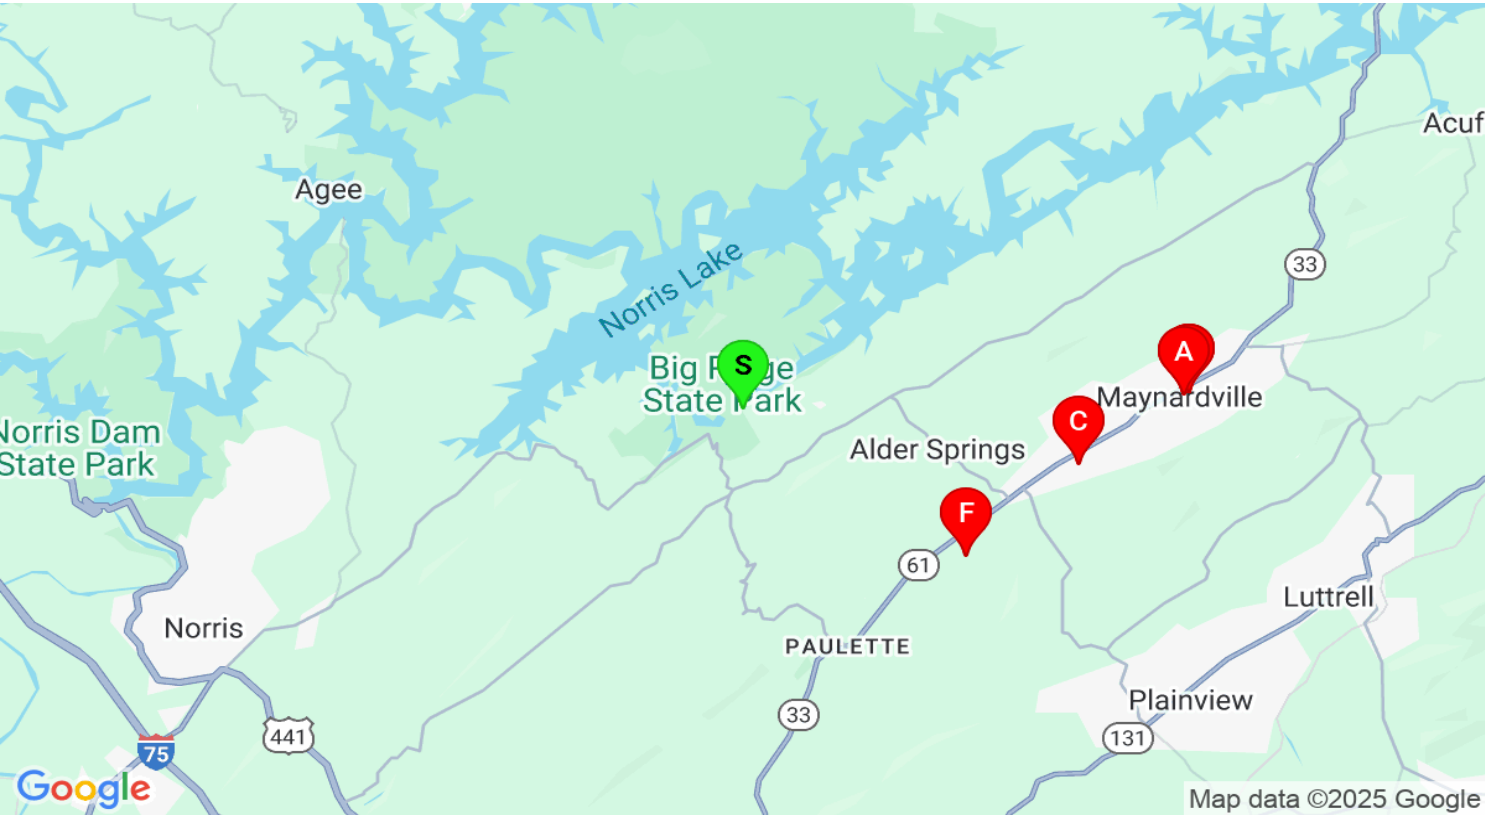 Acuf
Agee
33
Norris Lake
A
S
Big R ge
State Park
Maynardville
C
Norris Dam
State Park
Alder Springs
F
61
Luttrell
Norris
PAULETTE
Plainview
33
441
131
75
Google
Map data ©2025 Google